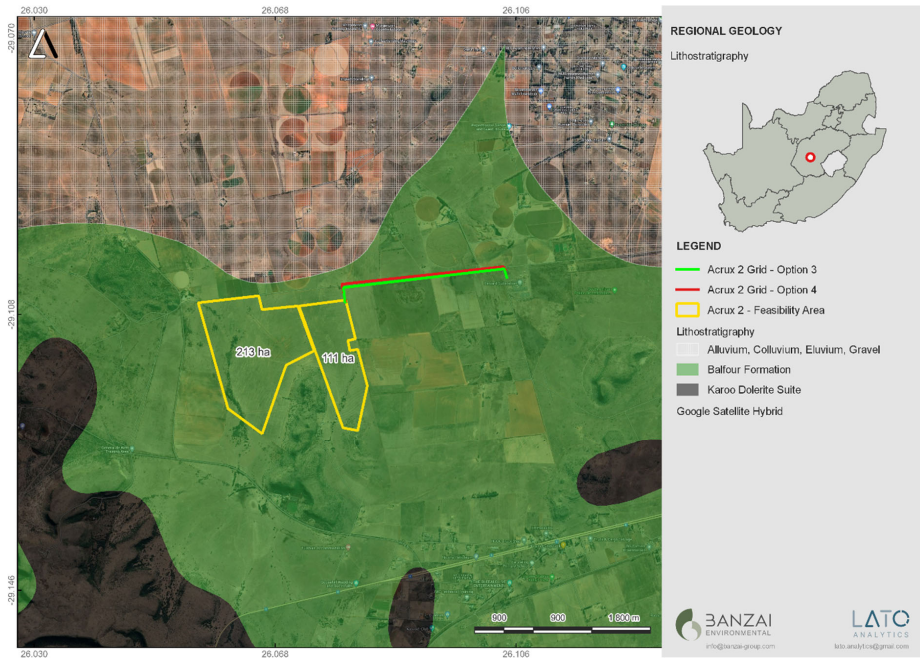 26.030
26.068
26.106
-29.070
REGIONAL GEOLOGY
Lithostratigraphy
LEGEND
Acrux 2 Grid - Option 3
-29.108
Acrux 2 Grid - Option 4
Acrux 2 - Feasibility Area
213 ha
111 ha
Lithostratigraphy
Alluvium, Colluvium, Eluvium, Gravel
Balfour Formation
Karoo Dolerite Suite
Google Satellite Hybrid
-29.146
900
900
1 800 m
BANZAI
ENVIRONMENTAL
info@banzai-group.com
LATO
ANALYTICS
lato.analytics@gmail.com
26.030
26.068
26.106